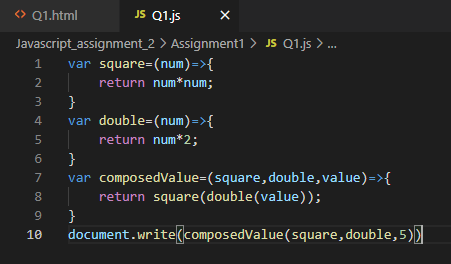 <> Q1.html JS Q1.js ×
Javascript_assignment_2 > Assignment1 > JS Q1.js > ...
1 var square=(num)=>{
2     return num*num;
3 }
4 var double=(num)=>{
5     return num*2;
6 }
7 var composedValue=(square,double,value)=>{
8     return square(double(value));
9 }
10 document.write(composedValue(square,double,5))